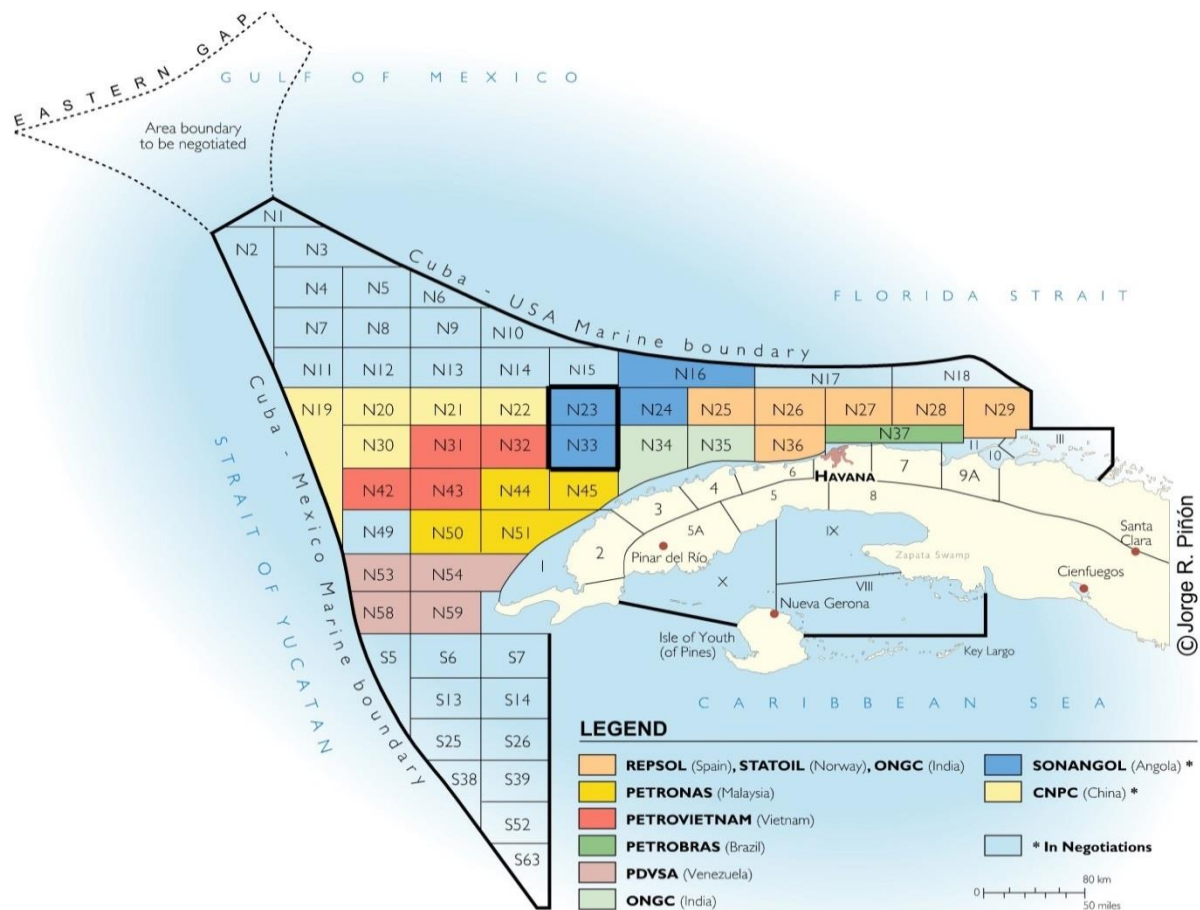 EASTERN GAP
GULF OF MEXICO
Area boundary
to be negotiated
N1
N2 N3
Cuba - USA Marine boundary
N4 N5 N6
FLORIDA STRAIT
N7 N8 N9 N10
N11 N12 N13 N14 N15 N16 N17 N18
Cuba - Mexico Marine boundary
N19 N20 N21 N22 N23 N24 N25 N26 N27 N28 N29
STRAIT OF YUCATAN
N30 N31 N32 N33 N34 N35 N36 N37
II III
10
HAVANA
6 7 9A
N42 N43 N44 N45
4 5 8
3
N49 N50 N51
5A IX
2
Pinar del Río
Zapata Swamp
Santa
Clara
1
N53 N54
X VIII
Cienfuegos
N58 N59
Nueva Gerona
Isle of Youth
(of Pines)
Key Largo
S5 S6 S7
S13 S14
CARIBBEAN SEA
S25 S26
S38 S39
S52
S63
LEGEND
REPSOL (Spain), STATOIL (Norway), ONGC (India)
PETRONAS (Malaysia)
PETROVIETNAM (Vietnam)
PETROBRAS (Brazil)
PDVSA (Venezuela)
ONGC (India)
SONANGOL (Angola) *
CNPC (China) *
* In Negotiations
80 km
0
50 miles
©Jorge R. Piñón